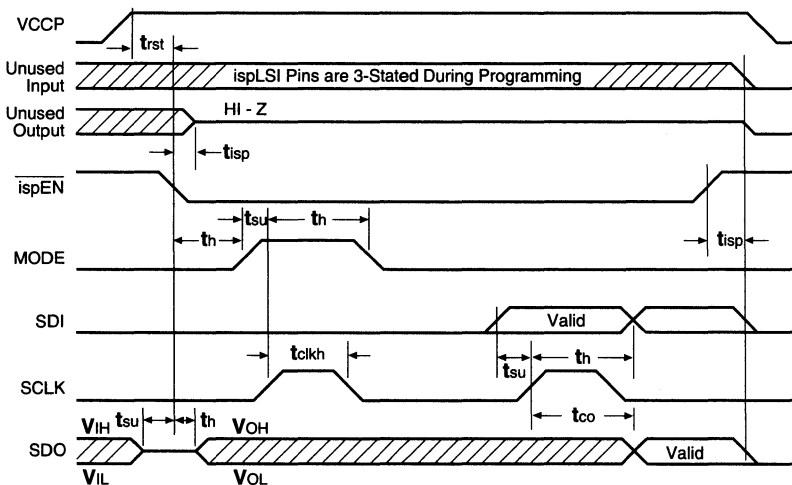 VCCP
trst
Unused
Input
ispLSI Pins are 3-Stated During Programming
Unused
Output
HI - Z
tisp
ispEN
tsu
th
th
tisp
MODE
SDI
Valid
tclkh
tsu
th
SCLK
tsu
th
tco
VIH
VOH
SDO
Valid
VIL
VOL